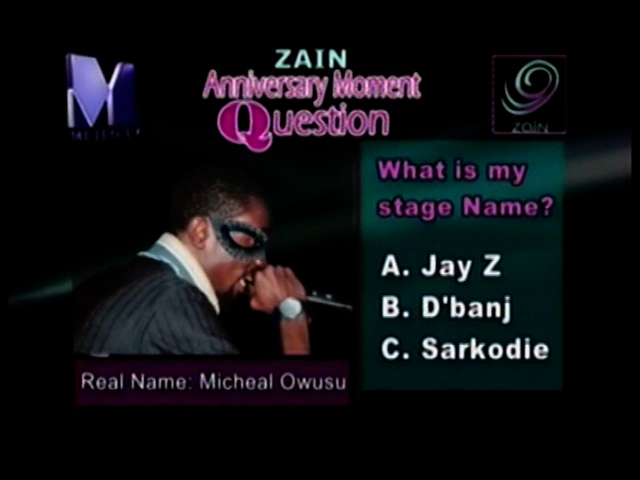 ZAIN
Anniversary Moment
Question
ZAIN
What is my
stage Name?
A. Jay Z
B. D'banj
C. Sarkodie
Real Name: Micheal Owusu